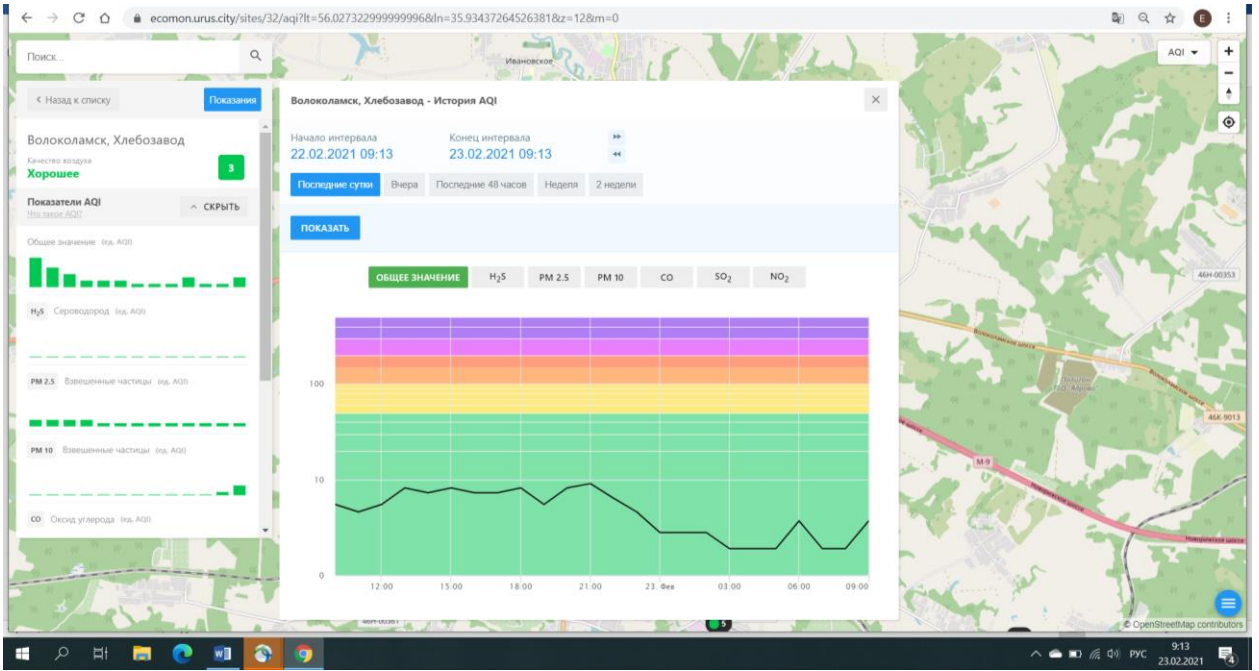 ecomon.urus.city/sites/32/aqi?lt=56.027322999999996&ln=35.93437264526381&z=12&m=0
E
Поиск...
Ивановское
AQI
Назад к списку
Показания
Волоколамск, Хлебозавод
Качество воздуха
Хорошее
3
Показатели AQI
Что такое AQI?
СКРЫТЬ
Общее значение (ед. AQI)
H₂S Сероводород (ед. AQI)
PM 2.5 Взвешенные частицы (ед. AQI)
PM 10 Взвешенные частицы (ед. AQI)
CO Оксид углерода (ед. AQI)
Волоколамск, Хлебозавод - История AQI
Начало интервала Конец интервала
22.02.2021 09:13 23.02.2021 09:13
Последние сутки Вчера Последние 48 часов Неделя 2 недели
ПОКАЗАТЬ
ОБЩЕЕ ЗНАЧЕНИЕ H₂S PM 2.5 PM 10 CO SO₂ NO₂
100
10
0
12:00 15:00 18:00 21:00 23. Фев 03:00 06:00 09:00
46Н-00353
Волоколамское шоссе
46К-9013
М-9
Новорижское шоссе
Новорижское шоссе
46Н-00361
5
© OpenStreetMap contributors
РУС
9:13
23.02.2021
4